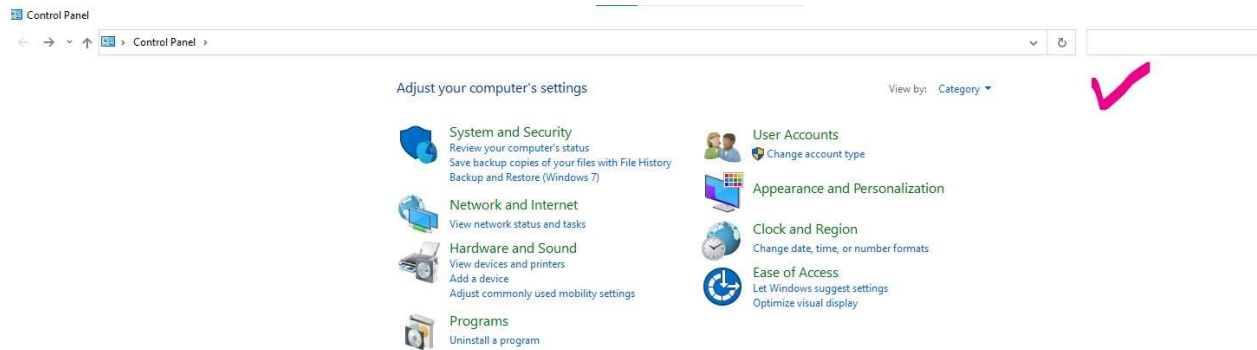 Control Panel
Control Panel
Adjust your computer's settings
View by: Category
System and Security
Review your computer's status
Save backup copies of your files with File History
Backup and Restore (Windows 7)
Network and Internet
View network status and tasks
Hardware and Sound
View devices and printers
Add a device
Adjust commonly used mobility settings
Programs
Uninstall a program
User Accounts
Change account type
Appearance and Personalization
Clock and Region
Change date, time, or number formats
Ease of Access
Let Windows suggest settings
Optimize visual display